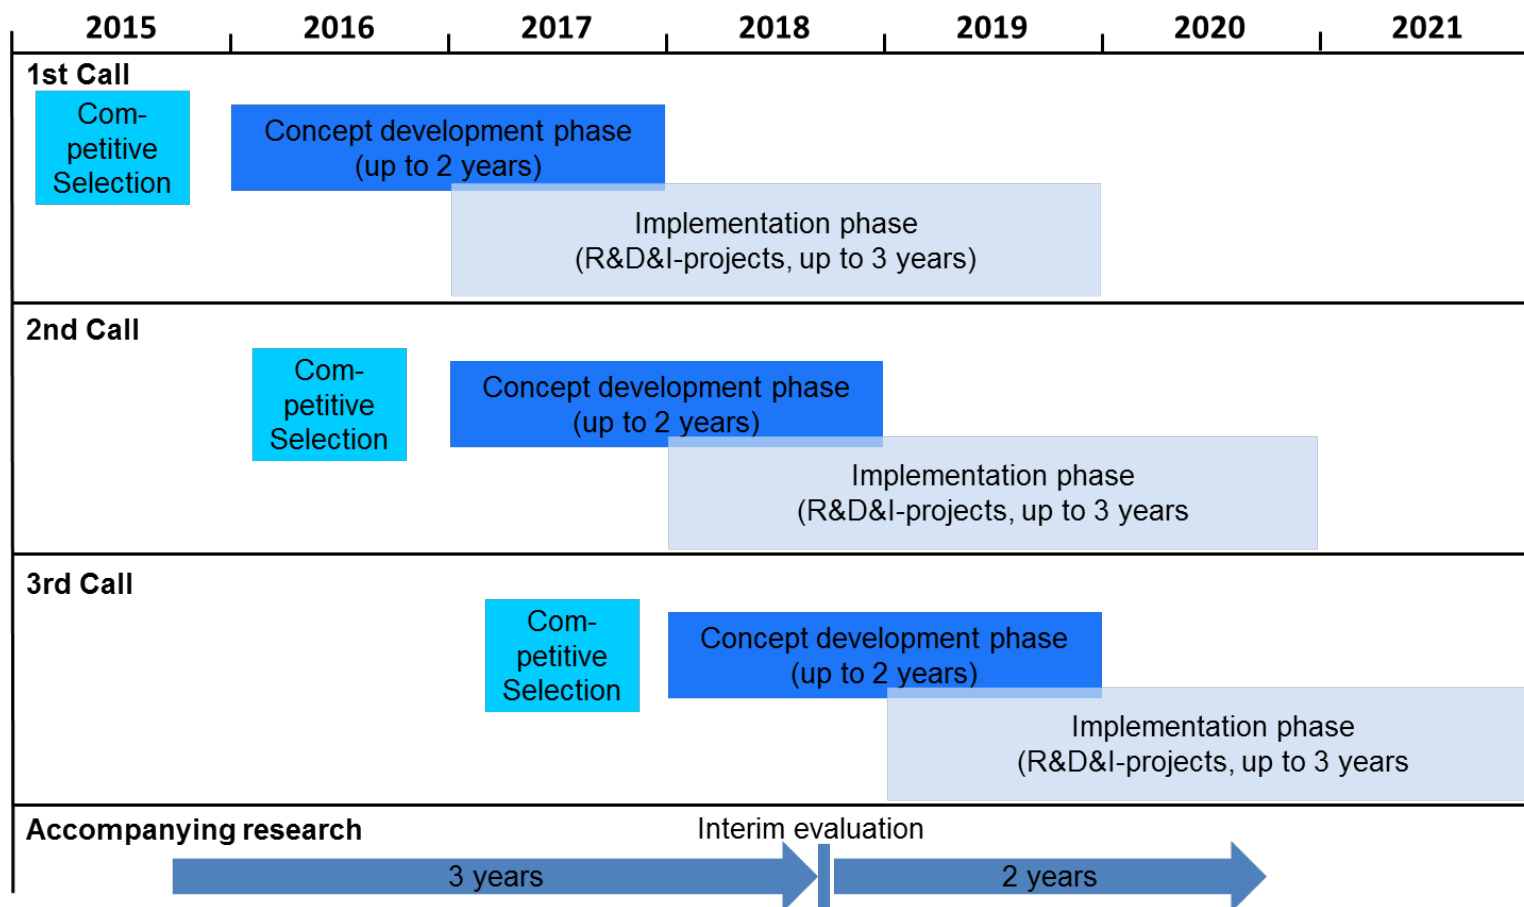 2015 2016 2017 2018 2019 2020 2021
1st Call
Com-
petitive
Selection
Concept development phase
(up to 2 years)
Implementation phase
(R&D&I-projects, up to 3 years)
2nd Call
Com-
petitive
Selection
Concept development phase
(up to 2 years)
Implementation phase
(R&D&I-projects, up to 3 years
3rd Call
Com-
petitive
Selection
Concept development phase
(up to 2 years)
Implementation phase
(R&D&I-projects, up to 3 years
Accompanying research
Interim evaluation
3 years
2 years